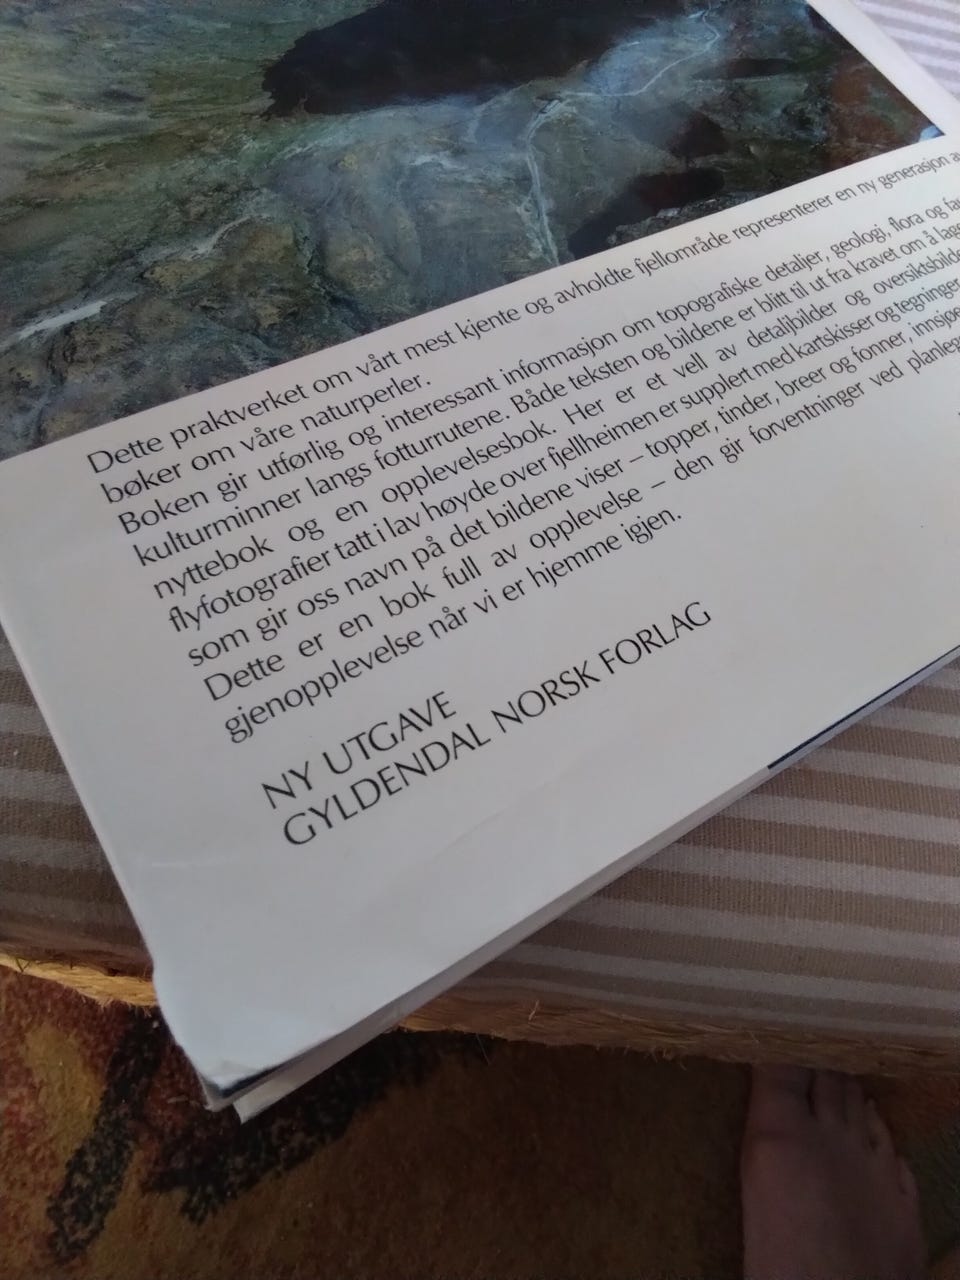 Dette praktverket om vårt mest kjente og avholdte fjellområde representerer en ny generasjon
bøker om våre naturperler.
Boken gir utførlig og interessant informasjon om topografiske detaljer, geologi, flora og
kulturminner langs fotturrutene. Både teksten og bildene er blitt til ut fra kravet om å lage
nyttebok og en opplevelsesbok. Her er et vell av detaljbilder og oversiktsbilde
flyfotografier tatt i lav høyde over fjellheimen er supplert med kartskisser og tegninger
som gir oss navn på det bildene viser – topper, tinder, breer og fonner, innsjøe
Dette er en bok full av opplevelse – den gir forventninger ved planleg
gjenopplevelse når vi er hjemme igjen.
NY UTGAVE
GYLDENDAL NORSK FORLAG